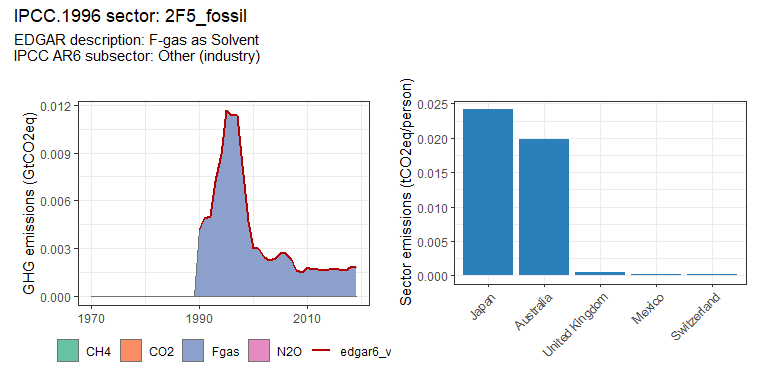 IPCC.1996 sector: 2F5_fossil
EDGAR description: F-gas as Solvent
IPCC AR6 subsector: Other (industry)
GHG emissions (GtCO2eq)
0.012
0.009
0.006
0.003
0.000
1970
1990
2010
CH4
CO2
Fgas
N2O
edgar6_v
Sector emissions (tCO2eq/person)
0.025
0.020
0.015
0.010
0.005
0.000
Japan
Australia
United Kingdom
Mexico
Switzerland